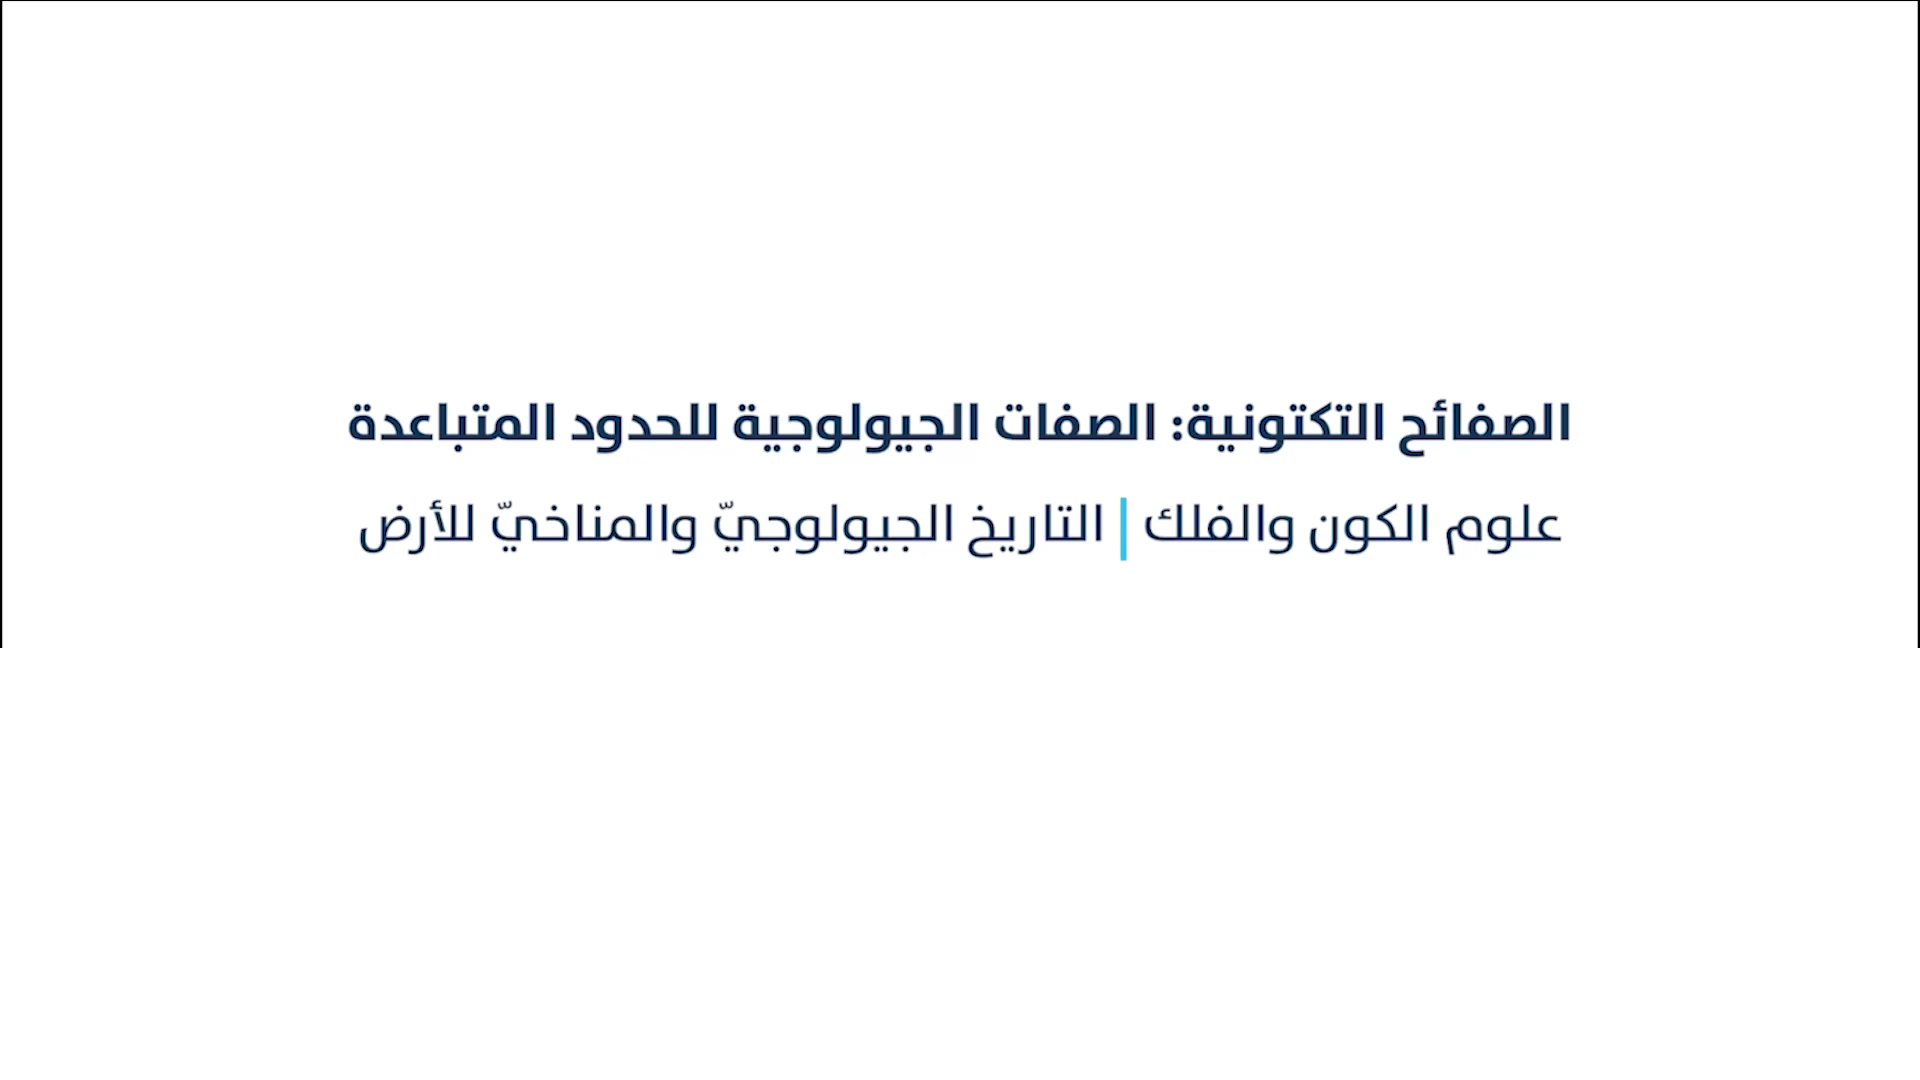 الصفائح التكتونية: الصفات الجيولوجية للحدود المتباعدة
علوم الكون والفلك | التاريخ الجيولوجيّ والمناخيّ للأرض